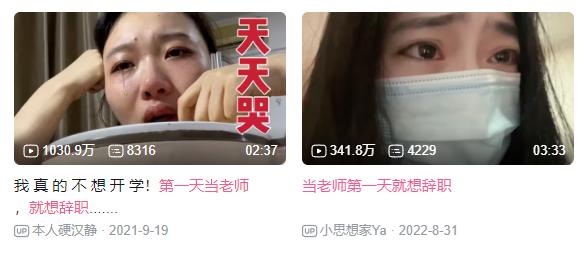 天天哭
1030.9万 8316 02:37
341.8万 4229 03:33
我 真 的 不 想 开 学！第一天当老师
，就想辞职.......
UP 本人硬汉静 · 2021-9-19
当老师第一天就想辞职
UP 小思想家Ya · 2022-8-31